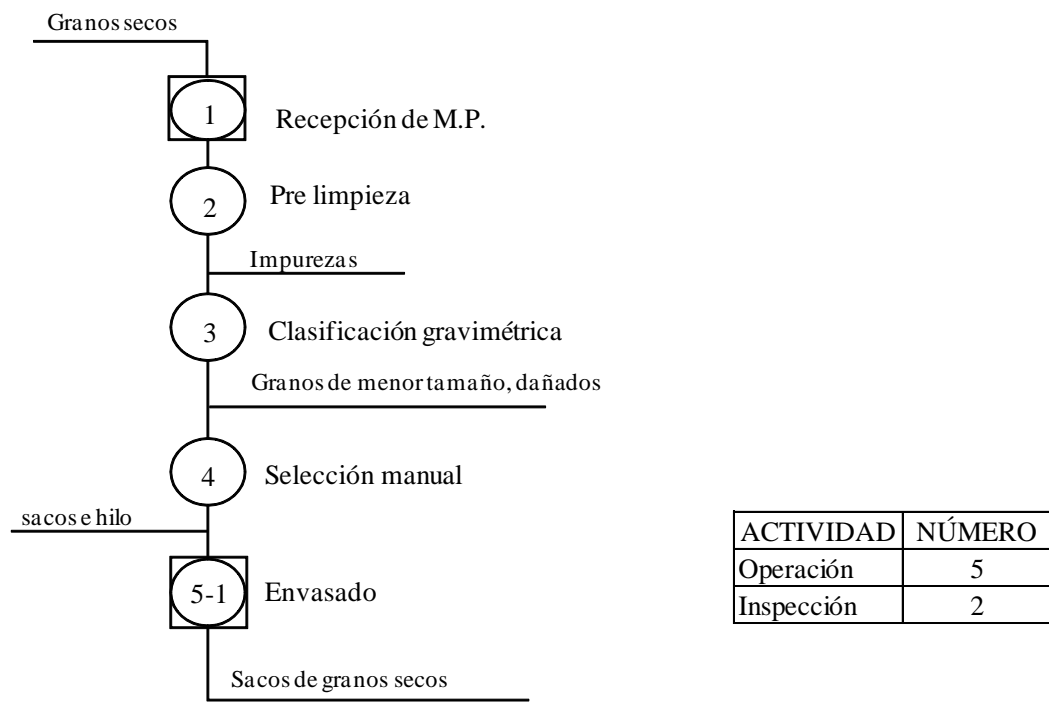 Granos secos
1
Recepción de M.P.
2
Pre limpieza
Impurezas
3
Clasificación gravimétrica
Granos de menor tamaño, dañados
4
Selección manual
sacos e hilo
5-1
Envasado
Sacos de granos secos
ACTIVIDAD NÚMERO
Operación 5
Inspección 2